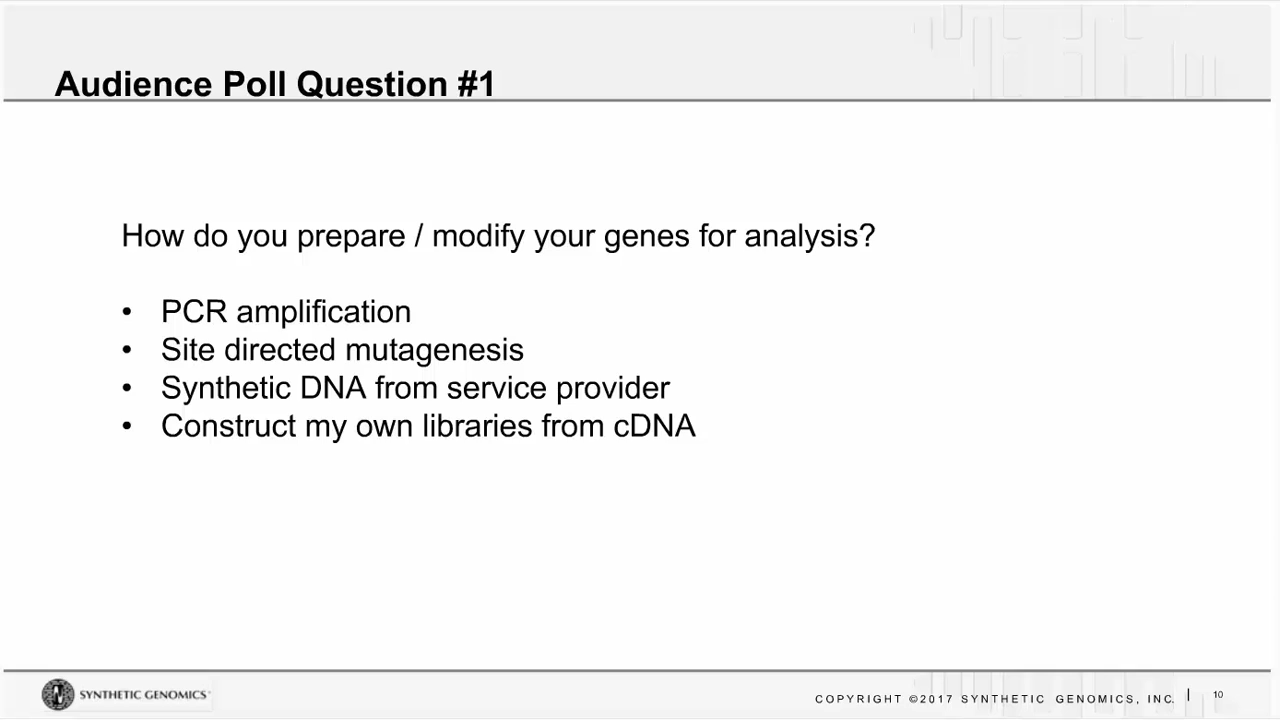 Audience Poll Question #1
How do you prepare / modify your genes for analysis?
• PCR amplification
• Site directed mutagenesis
• Synthetic DNA from service provider
• Construct my own libraries from cDNA
SYNTHETIC GENOMICS
COPYRIGHT ©2017 SYNTHETIC GENOMICS, INC. | 10